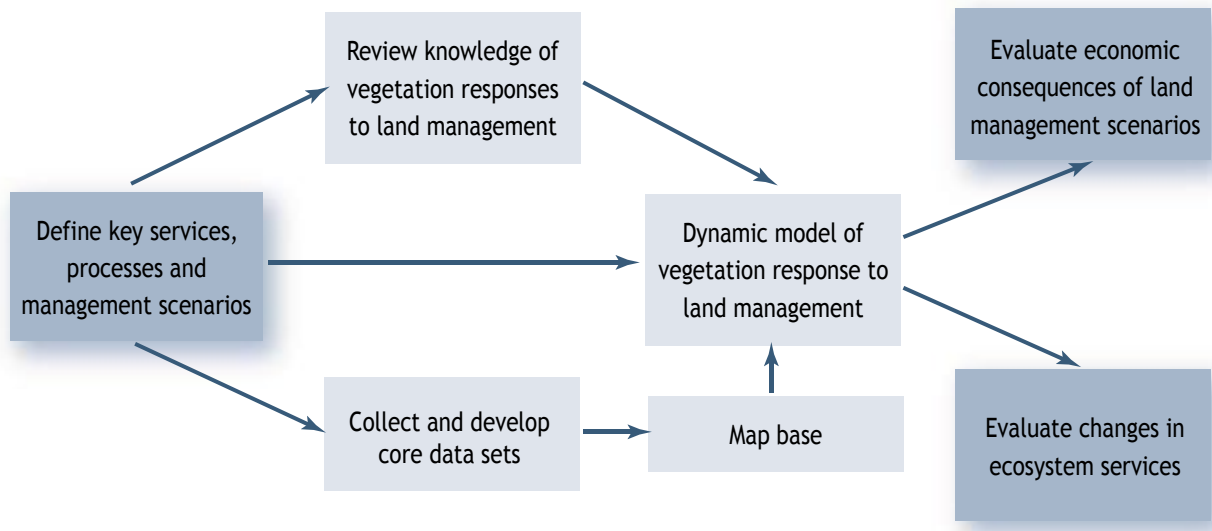 Review knowledge of
vegetation responses
to land management
Evaluate economic
consequences of land
management scenarios
Define key services,
processes and
management scenarios
Dynamic model of
vegetation response to
land management
Collect and develop
core data sets
Map base
Evaluate changes in
ecosystem services